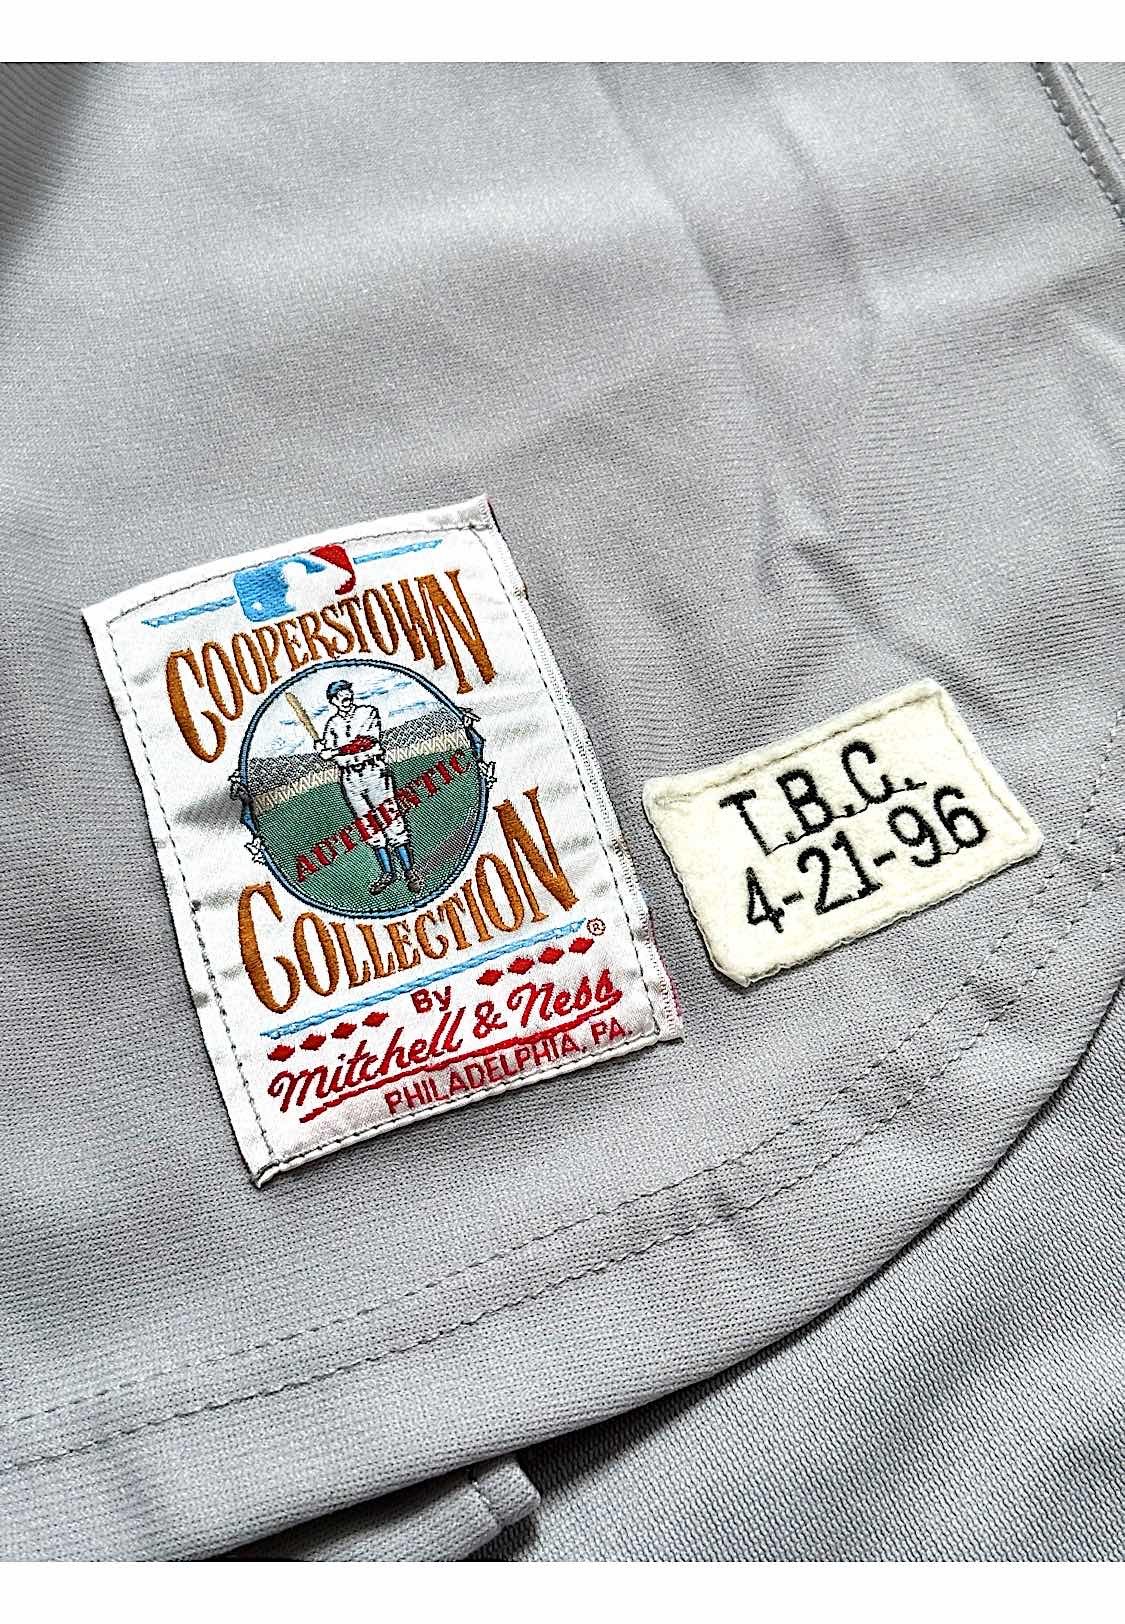 COOPERSTOWN
AUTHENTIC
COLLECTION®
By
Mitchell & Ness
PHILADELPHIA, PA.
T.B.C.
4-21-96